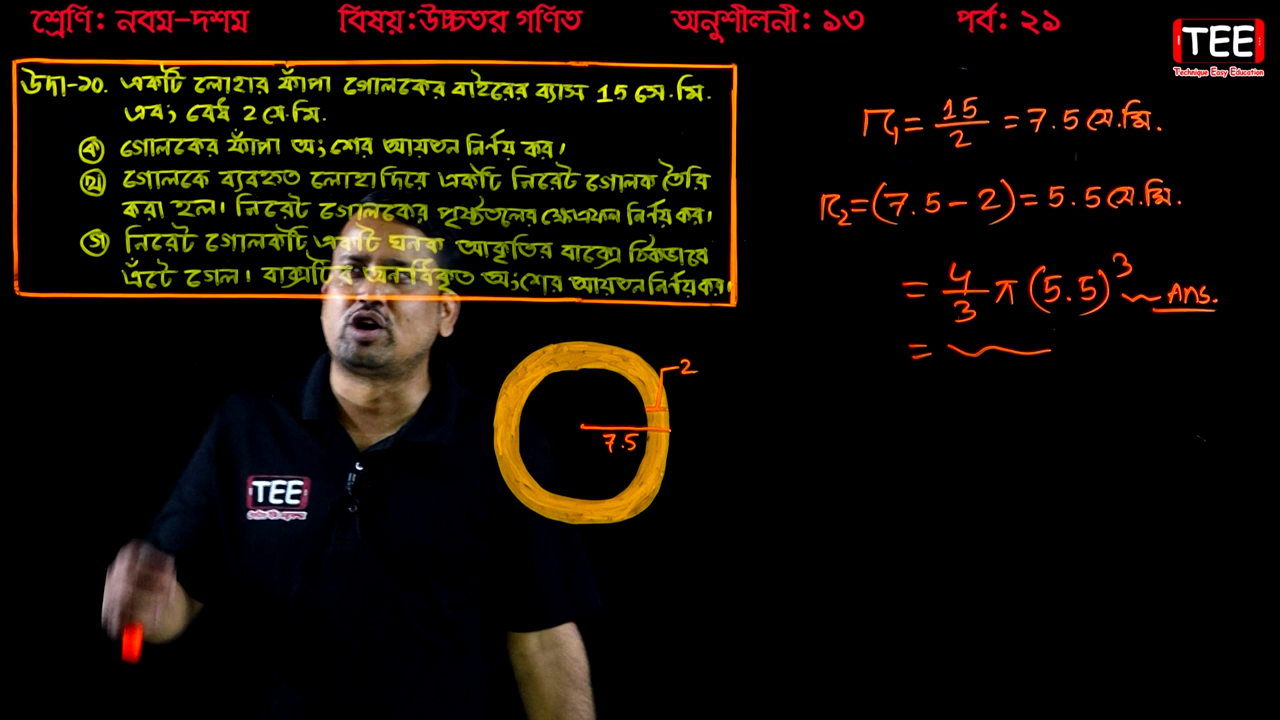 শ্রেণি: নবম-দশম বিষয়:উচ্চতর গণিত অনুশীলনী: ১৩ পর্ব: ২১
TEE
Technique Easy Education
উদা-১০. একটি লোহার ফাঁপা গোলকের বাইরের ব্যাস 15 সে.মি.
এবং বেধ 2 সে.মি.
ক গোলকের ফাঁপা অংশের আয়তন নির্ণয় কর।
খ গোলকে ব্যবহৃত লোহা দিয়ে একটি নিরেট গোলক তৈরি
করা হল। নিরেট গোলকের পৃষ্ঠতলের ক্ষেত্রফল নির্ণয় কর।
গ নিরেট গোলকটি একটি ঘনক আকৃতির বাক্সে ঠিকভাবে
এঁটে গেল। বাক্সটির অনধিকৃত অংশের আয়তন নির্ণয় কর।
r₁ = 15/2 = 7.5 সে.মি.
r₂ = (7.5 - 2) = 5.5 সে.মি.
= 4/3 π (5.5)³ Ans.
=
2
7.5
TEE